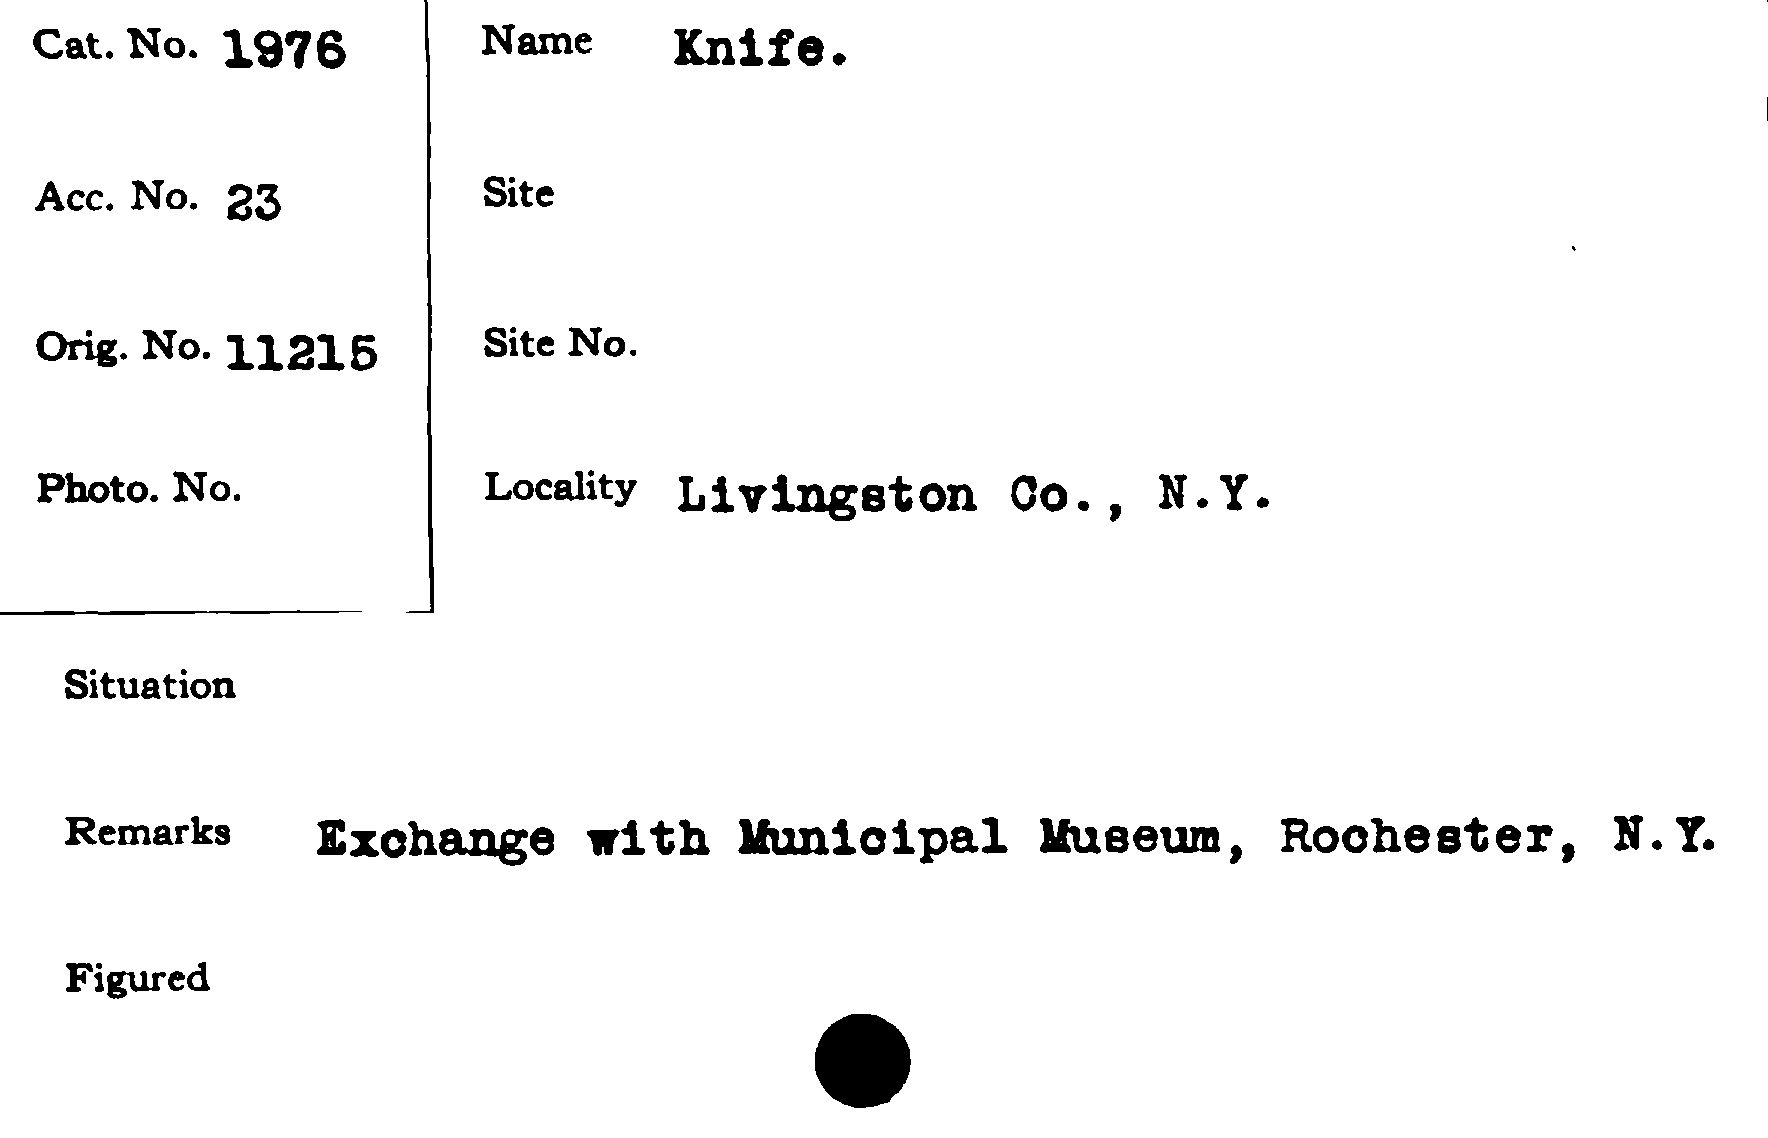 Cat. No. 1976
Name Knife.
Acc. No. 23
Site
Orig. No. 11215
Site No.
Photo. No.
Locality Livingston Co., N.Y.
Situation
Remarks Exchange with Municipal Museum, Rochester, N.Y.
Figured